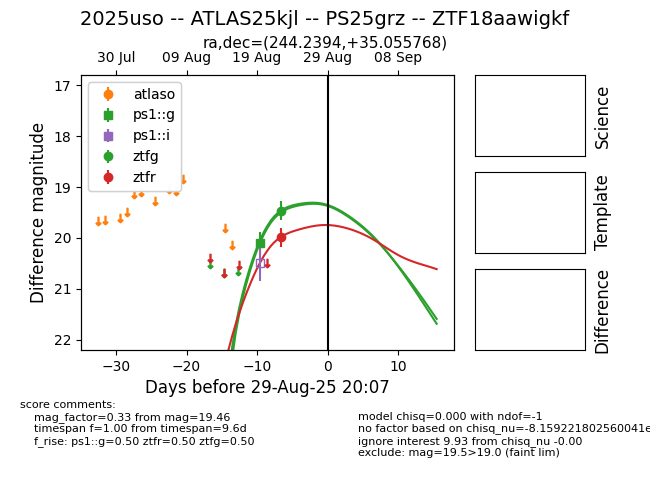 2025uso -- ATLAS25kjl -- PS25grz -- ZTF18aawigkf
ra,dec=(244.2394,+35.055768)
30 Jul 09 Aug 19 Aug 29 Aug 08 Sep
17
18
19
20
21
22
Difference magnitude
atlaso
ps1::g
ps1::i
ztfg
ztfr
−30 −20 −10 0 10
Days before 29-Aug-25 20:07
Science
Template
Difference
score comments:
mag_factor=0.33 from mag=19.46
timespan f=1.00 from timespan=9.6d
f_rise: ps1::g=0.50 ztfr=0.50 ztfg=0.50
model chisq=0.000 with ndof=-1
no factor based on chisq_nu=-8.159221802560041e
ignore interest 9.93 from chisq_nu -0.00
exclude: mag=19.5>19.0 (faint lim)